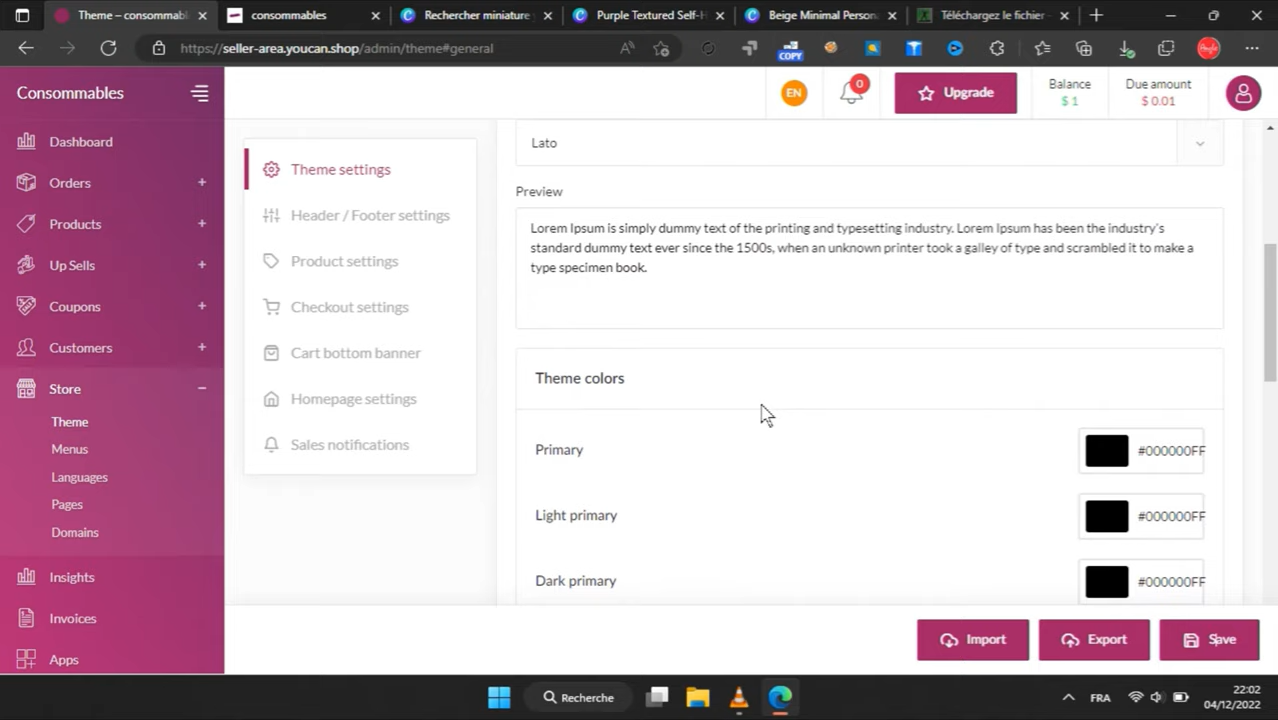 Theme – consommabl
consommables
Rechercher miniature
Purple Textured Self-H
Beige Minimal Person
Téléchargez le fichier –
https://seller-area.youcan.shop/admin/theme#general
COPY
Consommables
EN
0
Upgrade
Balance
$ 1
Due amount
$ 0.01
Dashboard
Orders
Products
Up Sells
Coupons
Customers
Store
Theme
Menus
Languages
Pages
Domains
Insights
Invoices
Apps
Theme settings
Header / Footer settings
Product settings
Checkout settings
Cart bottom banner
Homepage settings
Sales notifications
Lato
Preview
Lorem Ipsum is simply dummy text of the printing and typesetting industry. Lorem Ipsum has been the industry's
standard dummy text ever since the 1500s, when an unknown printer took a galley of type and scrambled it to make a
type specimen book.
Theme colors
Primary
#000000FF
Light primary
#000000FF
Dark primary
#000000FF
Import
Export
Save
Recherche
FRA
22:02
04/12/2022